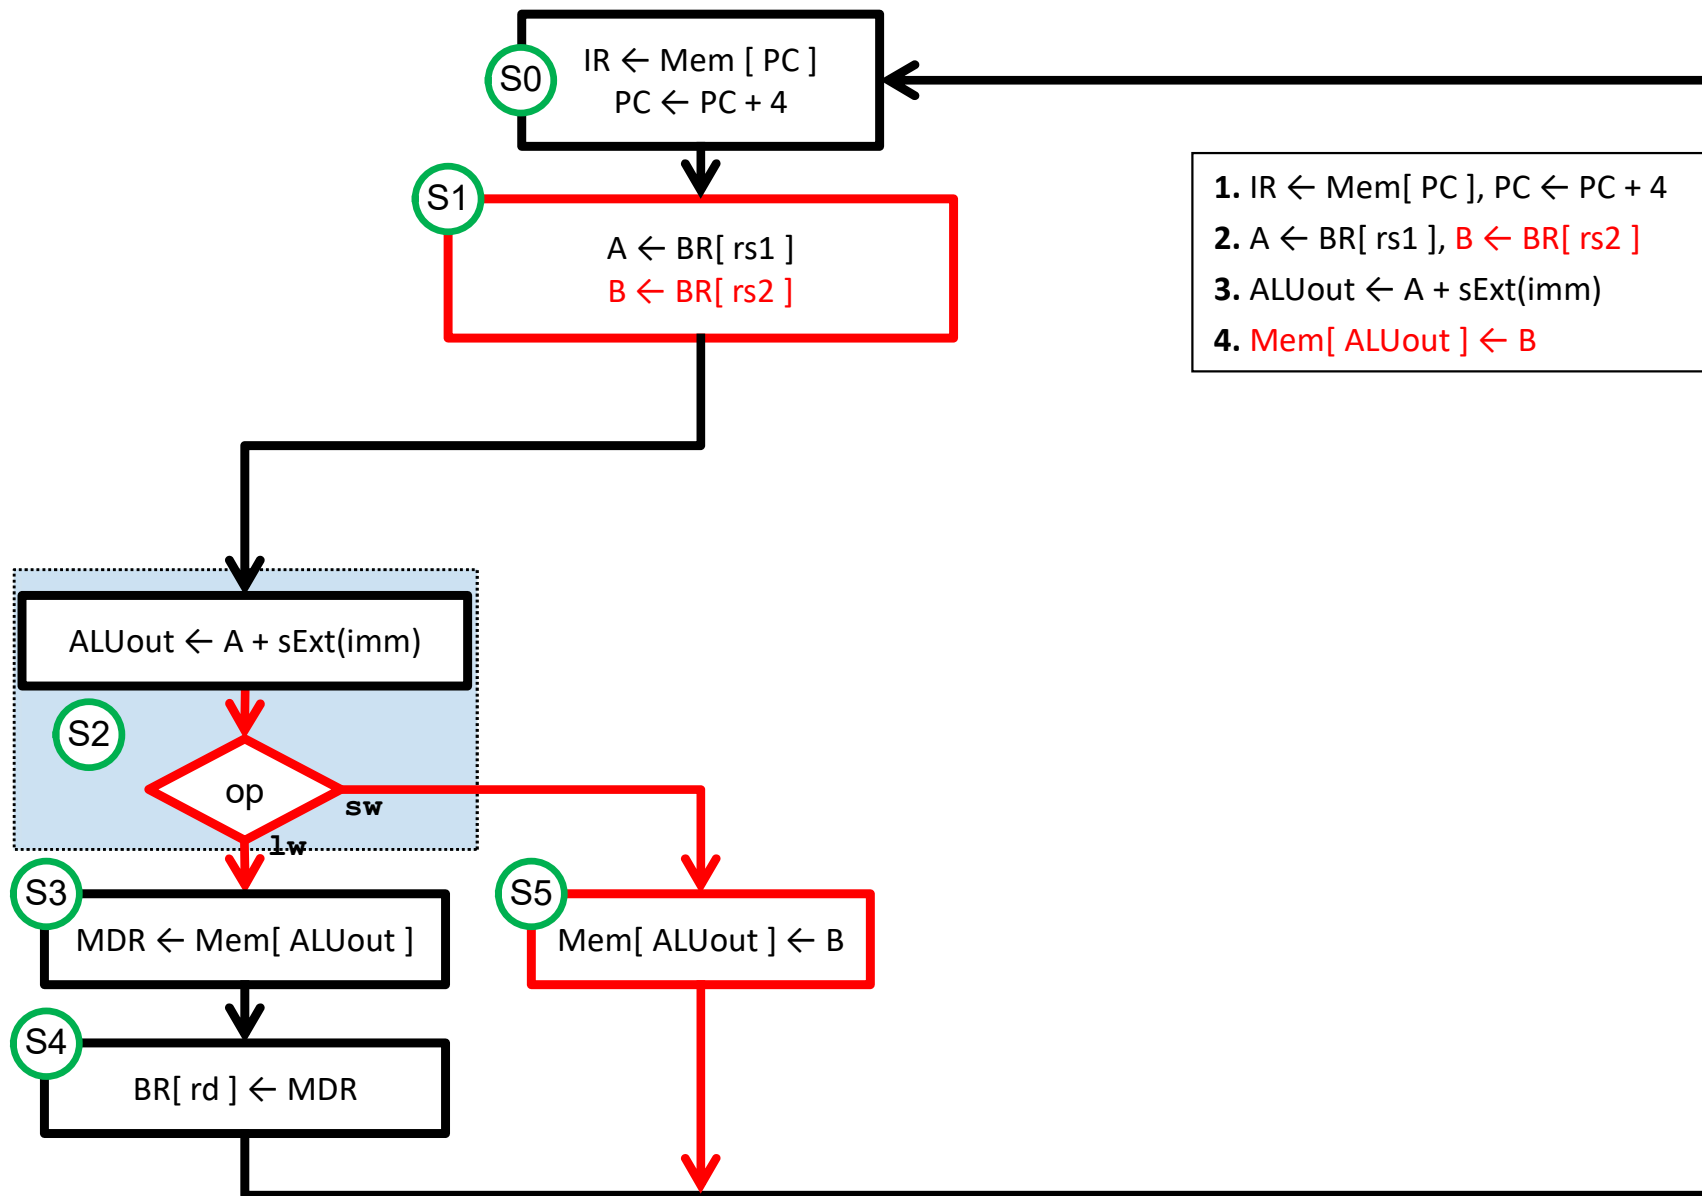 S0
IR ← Mem [ PC ]
PC ← PC + 4
S1
A ← BR[ rs1 ]
B ← BR[ rs2 ]
1. IR ← Mem[ PC ], PC ← PC + 4
2. A ← BR[ rs1 ], B ← BR[ rs2 ]
3. ALUout ← A + sExt(imm)
4. Mem[ ALUout ] ← B
ALUout ← A + sExt(imm)
S2
op
sw
lw
S3
MDR ← Mem[ ALUout ]
S5
Mem[ ALUout ] ← B
S4
BR[ rd ] ← MDR